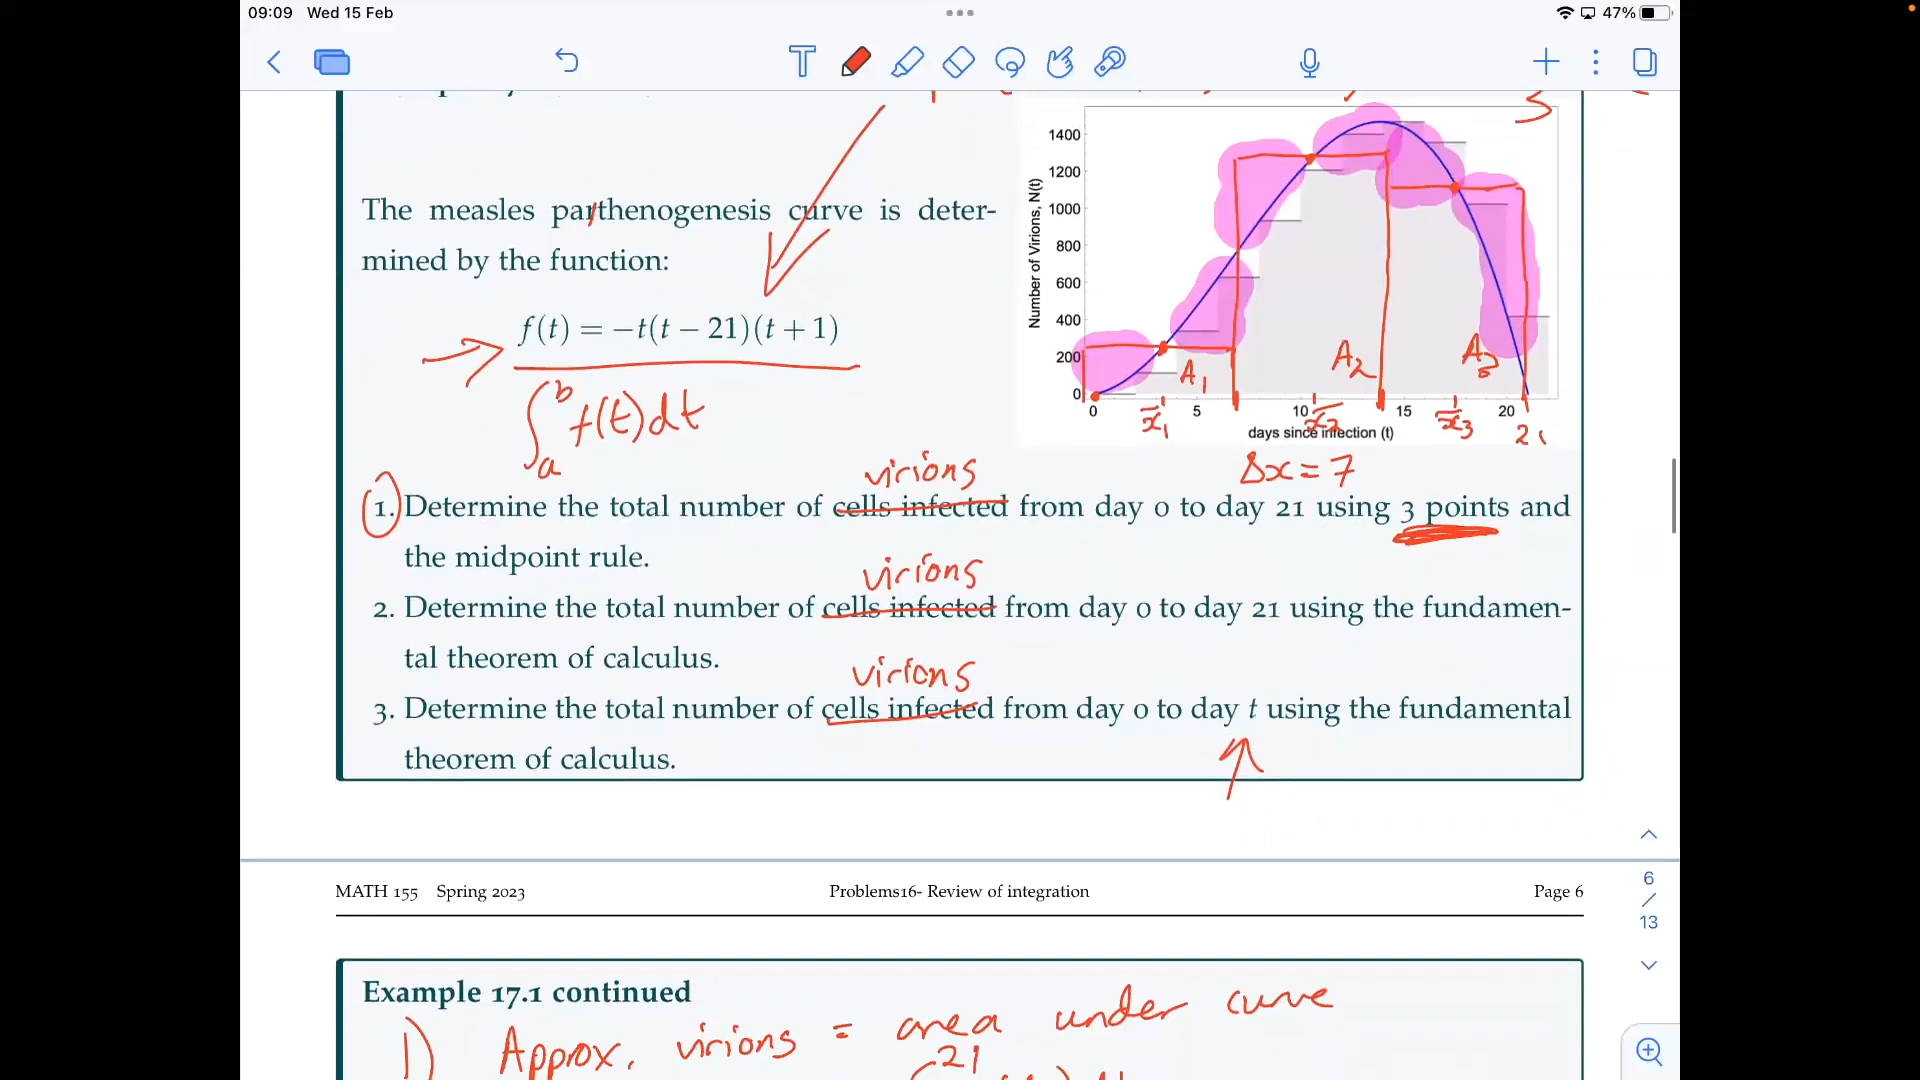 09:09 Wed 15 Feb
47%
T
The measles parthenogenesis curve is deter-
mined by the function:
f(t) = −t(t − 21)(t + 1)
∫ₐᵇ f(t)dt
Number of Virions, N(t)
1400
1200
1000
800
600
400
200
0
A₁ A₂ A₃
0 5 10 15 20
x̄₁ x̄₂ x̄₃ 21
days since infection (t)
Δx = 7
virions
1. Determine the total number of cells infected from day 0 to day 21 using 3 points and
the midpoint rule.
virions
2. Determine the total number of cells infected from day 0 to day 21 using the fundamen-
tal theorem of calculus.
virions
3. Determine the total number of cells infected from day 0 to day t using the fundamental
theorem of calculus.
MATH 155 Spring 2023 Problems16- Review of integration Page 6
6
/
13
Example 17.1 continued
1) Approx. virions = area under curve
21